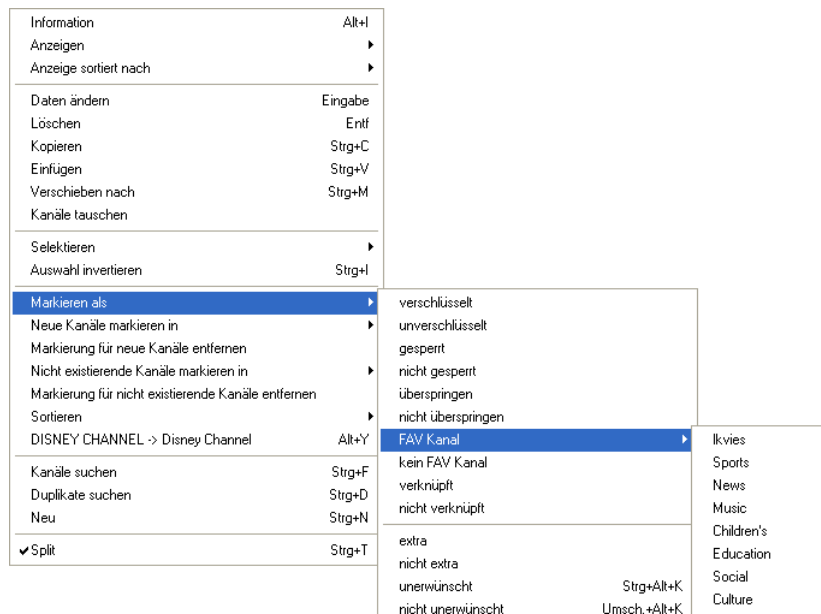 Information Alt+I
Anzeigen
Anzeige sortiert nach
Daten ändern Eingabe
Löschen Entf
Kopieren Strg+C
Einfügen Strg+V
Verschieben nach Strg+M
Kanäle tauschen
Selektieren
Auswahl invertieren Strg+I
Markieren als
Neue Kanäle markieren in
Markierung für neue Kanäle entfernen
Nicht existierende Kanäle markieren in
Markierung für nicht existierende Kanäle entfernen
Sortieren
DISNEY CHANNEL -> Disney Channel Alt+Y
Kanäle suchen Strg+F
Duplikate suchen Strg+D
Neu Strg+N
Split Strg+T
verschlüsselt
unverschlüsselt
gesperrt
nicht gesperrt
überspringen
nicht überspringen
FAV Kanal
kein FAV Kanal
verknüpft
nicht verknüpft
extra
nicht extra
unerwünscht Strg+Alt+K
nicht unerwünscht Umsch.+Alt+K
Ikvies
Sports
News
Music
Children's
Education
Social
Culture